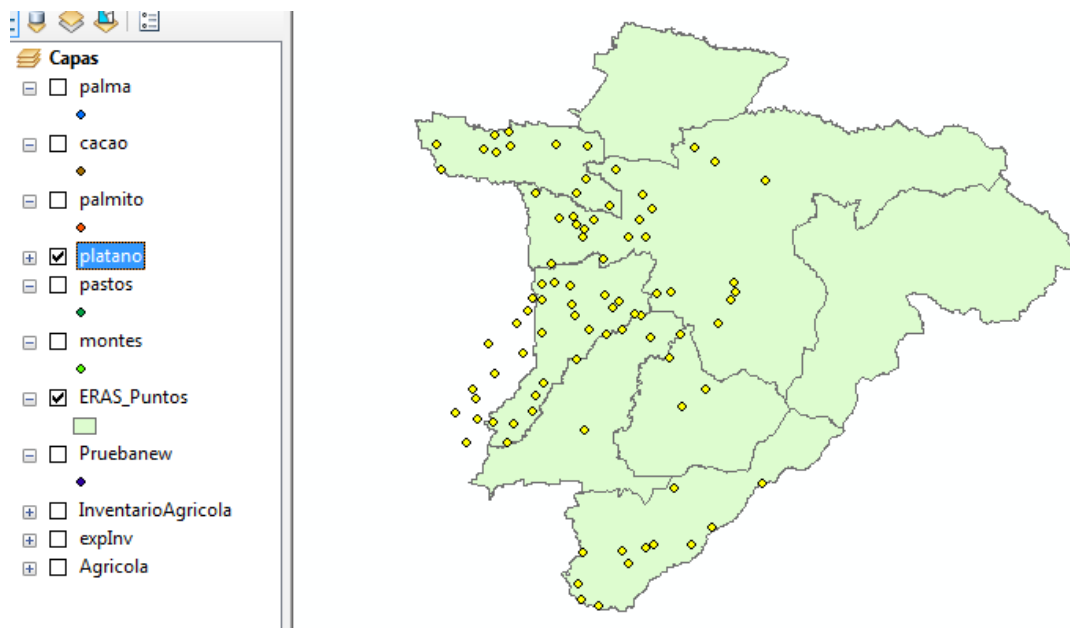 Capas
palma
cacao
palmito
platano
pastos
montes
ERAS_Puntos
Pruebanew
InventarioAgricola
expInv
Agricola